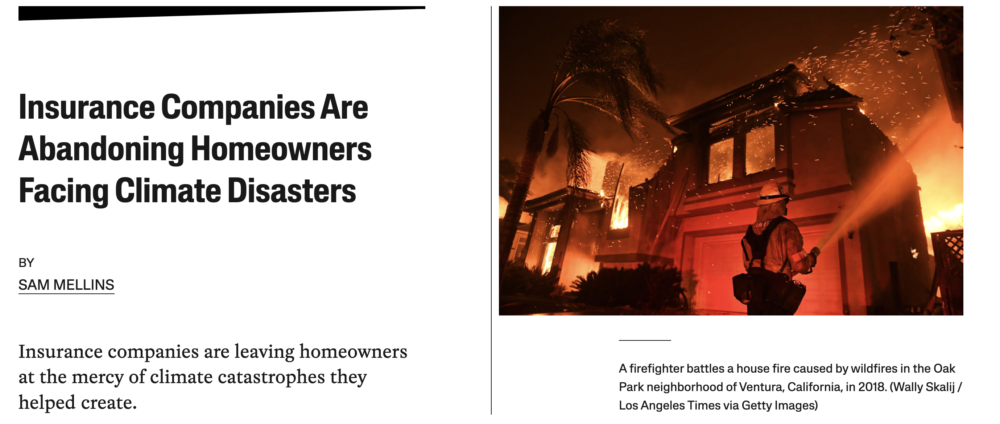 Insurance Companies Are
Abandoning Homeowners
Facing Climate Disasters
BY
SAM MELLINS
Insurance companies are leaving homeowners
at the mercy of climate catastrophes they
helped create.
A firefighter battles a house fire caused by wildfires in the Oak
Park neighborhood of Ventura, California, in 2018. (Wally Skalij /
Los Angeles Times via Getty Images)